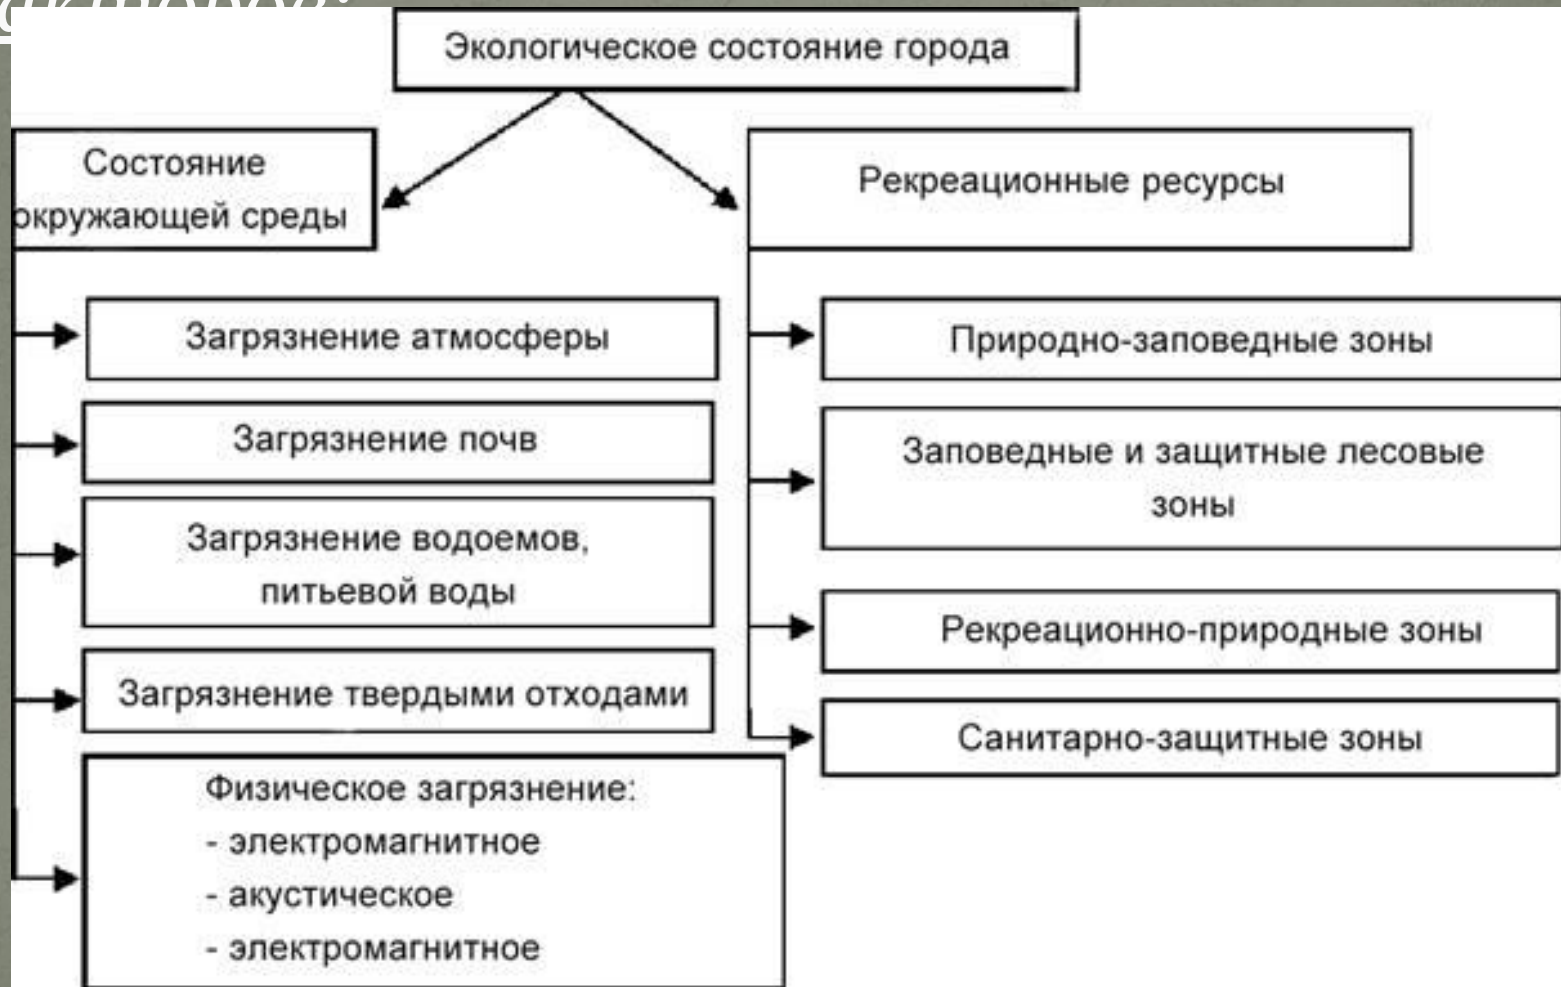 Экологическое состояние города
Состояние
окружающей среды
Загрязнение атмосферы
Загрязнение почв
Загрязнение водоемов,
питьевой воды
Загрязнение твердыми отходами
Физическое загрязнение:
- электромагнитное
- акустическое
- электромагнитное
Рекреационные ресурсы
Природно-заповедные зоны
Заповедные и защитные лесовые
зоны
Рекреационно-природные зоны
Санитарно-защитные зоны